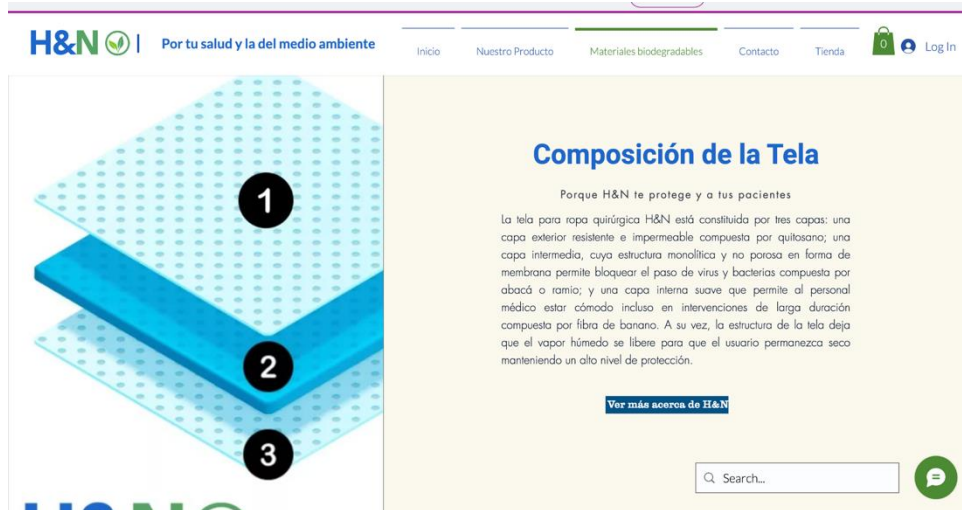 H&N | Por tu salud y la del medio ambiente
Inicio
Nuestro Producto
Materiales biodegradables
Contacto
Tienda
0
Log In
1
2
3
Composición de la Tela
Porque H&N te protege y a tus pacientes
La tela para ropa quirúrgica H&N está constituida por tres capas: una
capa exterior resistente e impermeable compuesta por quitosano; una
capa intermedia, cuya estructura monolítica y no porosa en forma de
membrana permite bloquear el paso de virus y bacterias compuesta por
abacá o ramio; y una capa interna suave que permite al personal
médico estar cómodo incluso en intervenciones de larga duración
compuesta por fibra de banano. A su vez, la estructura de la tela deja
que el vapor húmedo se libere para que el usuario permanezca seco
manteniendo un alto nivel de protección.
Ver más acerca de H&N
Search...